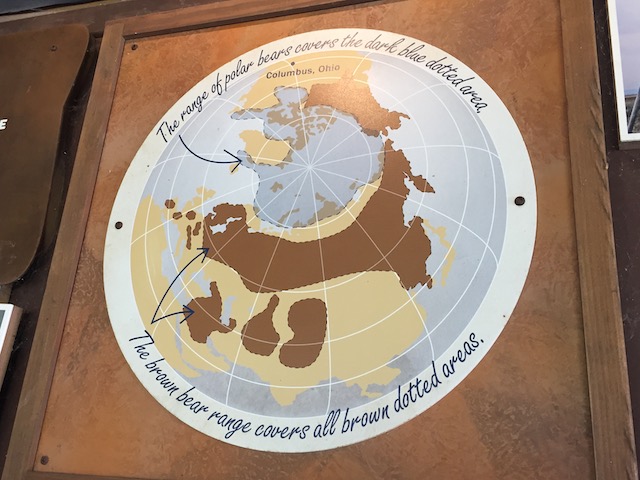 The range of polar bears covers the dark blue dotted area.
Columbus, Ohio
The brown bear range covers all brown dotted areas.
E